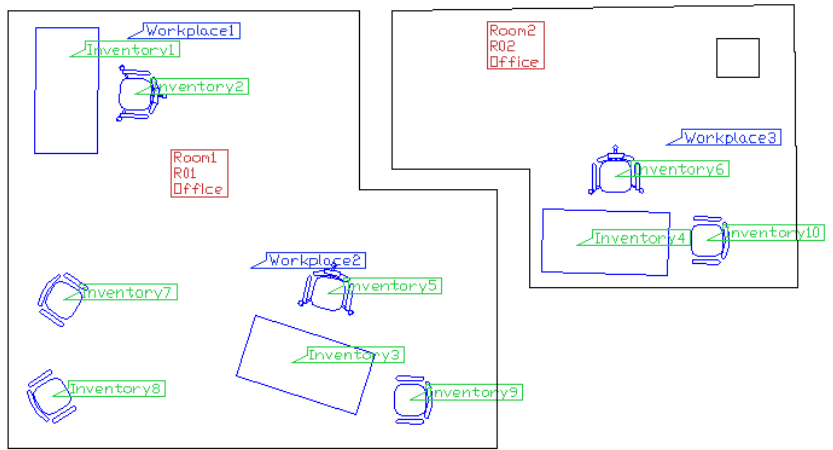 Workplace1
Inventory1
Inventory2
Room1
R01
Office
Workplace2
Inventory7
Inventory5
Inventory3
Inventory8
Inventory9
Room2
R02
Office
Workplace3
Inventory6
Inventory4
Inventory10